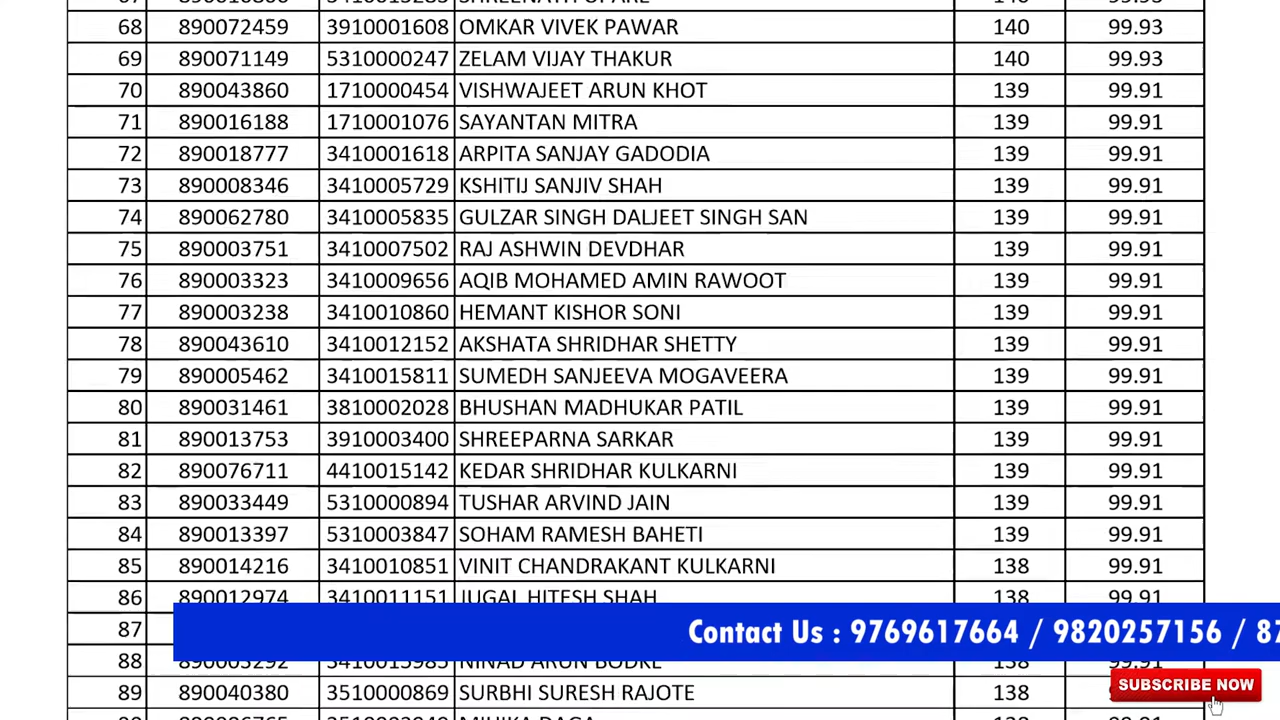 68 890072459 3910001608 OMKAR VIVEK PAWAR 140 99.93
69 890071149 5310000247 ZELAM VIJAY THAKUR 140 99.93
70 890043860 1710000454 VISHWAJEET ARUN KHOT 139 99.91
71 890016188 1710001076 SAYANTAN MITRA 139 99.91
72 890018777 3410001618 ARPITA SANJAY GADODIA 139 99.91
73 890008346 3410005729 KSHITIJ SANJIV SHAH 139 99.91
74 890062780 3410005835 GULZAR SINGH DALJEET SINGH SAN 139 99.91
75 890003751 3410007502 RAJ ASHWIN DEVDHAR 139 99.91
76 890003323 3410009656 AQIB MOHAMED AMIN RAWOOT 139 99.91
77 890003238 3410010860 HEMANT KISHOR SONI 139 99.91
78 890043610 3410012152 AKSHATA SHRIDHAR SHETTY 139 99.91
79 890005462 3410015811 SUMEDH SANJEEVA MOGAVEERA 139 99.91
80 890031461 3810002028 BHUSHAN MADHUKAR PATIL 139 99.91
81 890013753 3910003400 SHREEPARNA SARKAR 139 99.91
82 890076711 4410015142 KEDAR SHRIDHAR KULKARNI 139 99.91
83 890033449 5310000894 TUSHAR ARVIND JAIN 139 99.91
84 890013397 5310003847 SOHAM RAMESH BAHETI 139 99.91
85 890014216 3410010851 VINIT CHANDRAKANT KULKARNI 138 99.91
86 890012974 3410011151 JUGAL HITESH SHAH 138 99.91
87
Contact Us : 9769617664 / 9820257156 / 87
88 NINAD ARUN BODKE 138
89 890040380 3510000869 SURBHI SURESH RAJOTE 138
SUBSCRIBE NOW